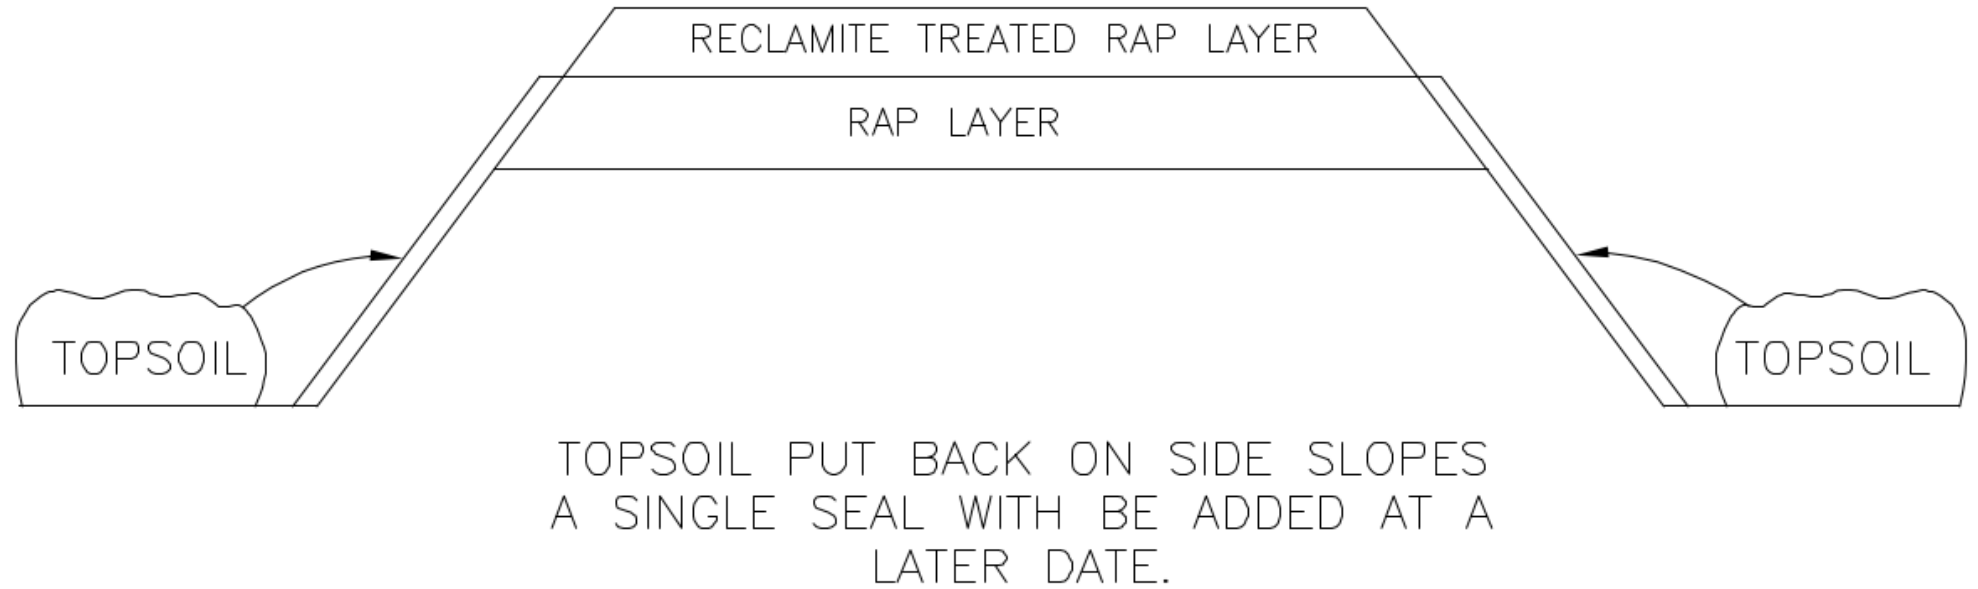 RECLAMITE TREATED RAP LAYER
RAP LAYER
TOPSOIL
TOPSOIL
TOPSOIL PUT BACK ON SIDE SLOPES
A SINGLE SEAL WITH BE ADDED AT A
LATER DATE.